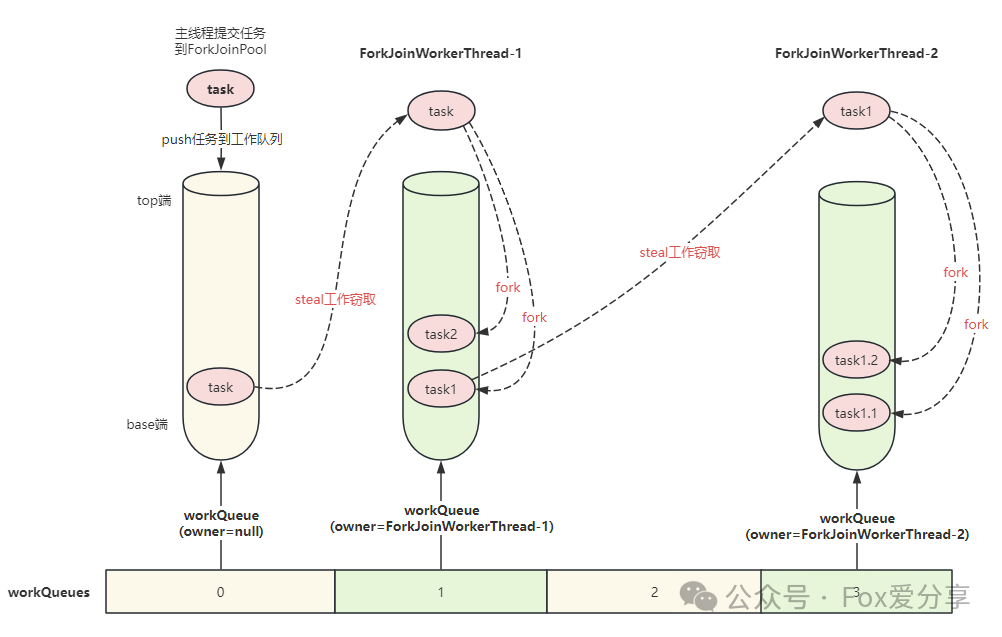 主线程提交任务
到ForkJoinPool
task
push任务到工作队列
top端
task
base端
workQueue
(owner=null)
ForkJoinWorkerThread-1
task
steal工作窃取
fork
fork
task2
task1
workQueue
(owner=ForkJoinWorkerThread-1)
ForkJoinWorkerThread-2
task1
steal工作窃取
fork
fork
task1.2
task1.1
workQueue
(owner=ForkJoinWorkerThread-2)
workQueues
0
1
2
3
公众号 · Fox爱分享